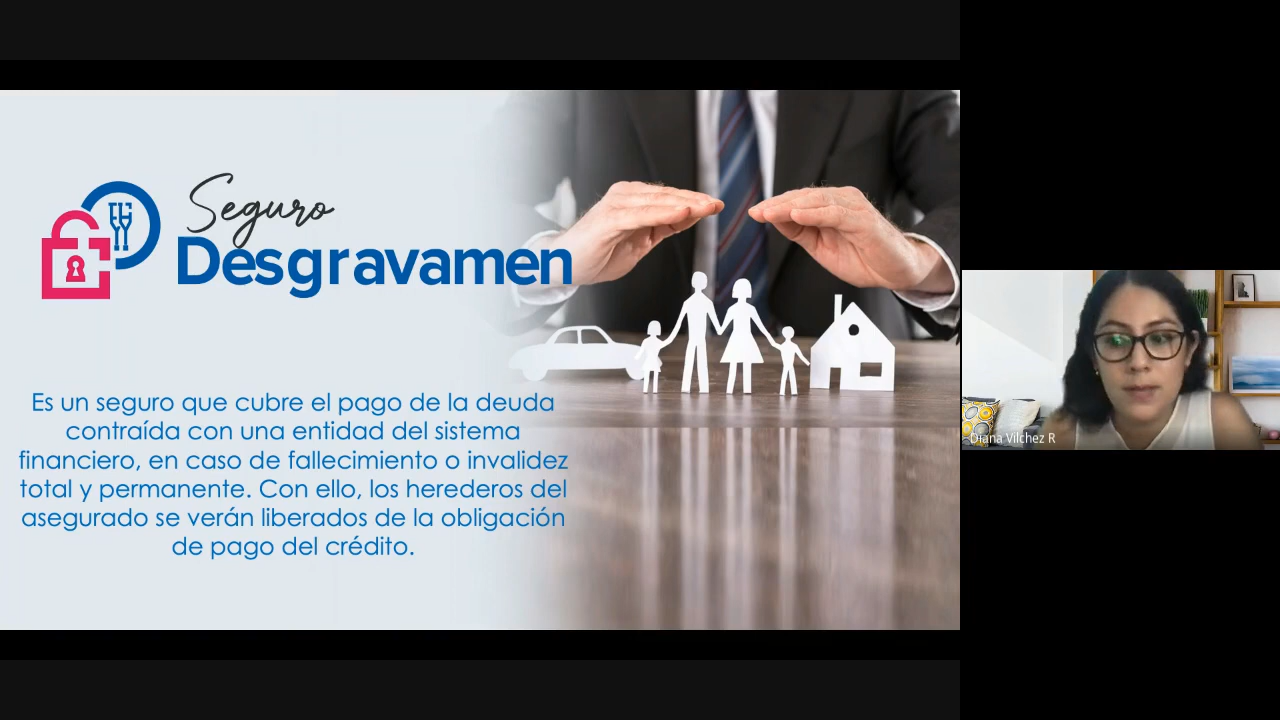 Seguro
Desgravamen
Es un seguro que cubre el pago de la deuda
contraída con una entidad del sistema
financiero, en caso de fallecimiento o invalidez
total y permanente. Con ello, los herederos del
asegurado se verán liberados de la obligación
de pago del crédito.
Diana Vilchez R